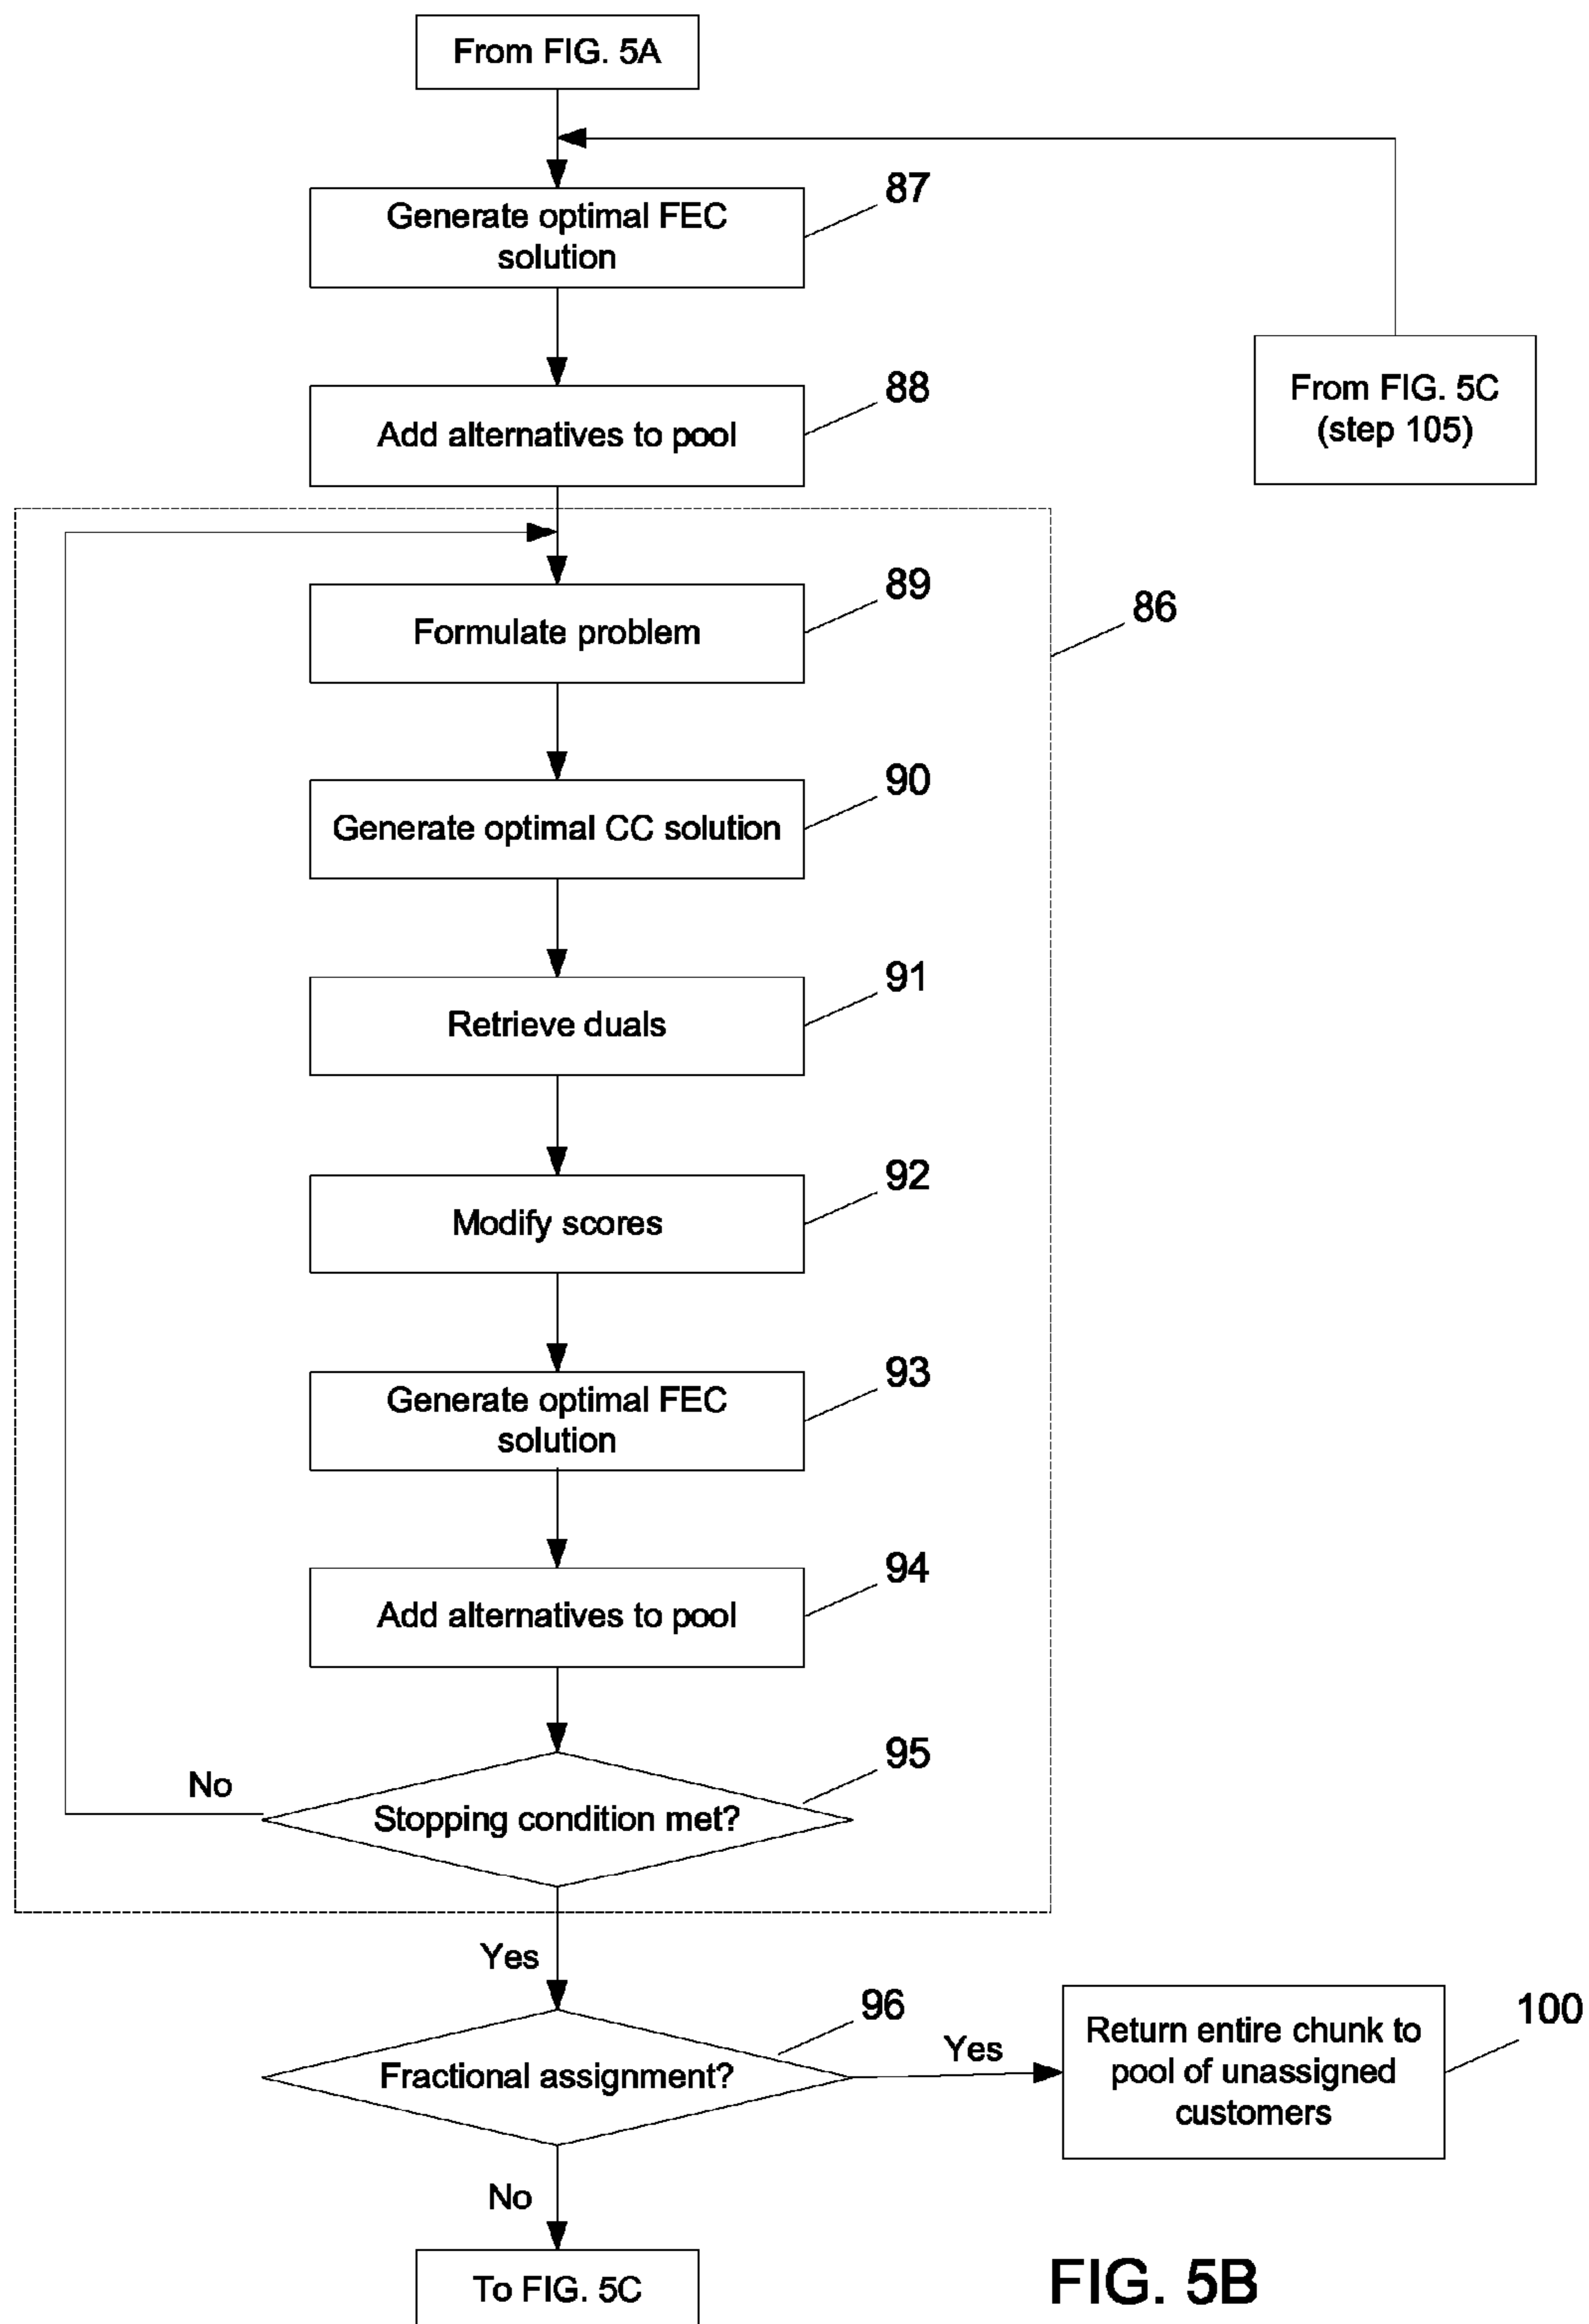 From FIG. 5A
87
Generate optimal FEC
solution
88
Add alternatives to pool
From FIG. 5C
(step 105)
89
Formulate problem
86
90
Generate optimal CC solution
91
Retrieve duals
92
Modify scores
93
Generate optimal FEC
solution
94
Add alternatives to pool
95
No
Stopping condition met?
Yes
96
Fractional assignment?
Yes
100
Return entire chunk to
pool of unassigned
customers
No
To FIG. 5C
FIG. 5B